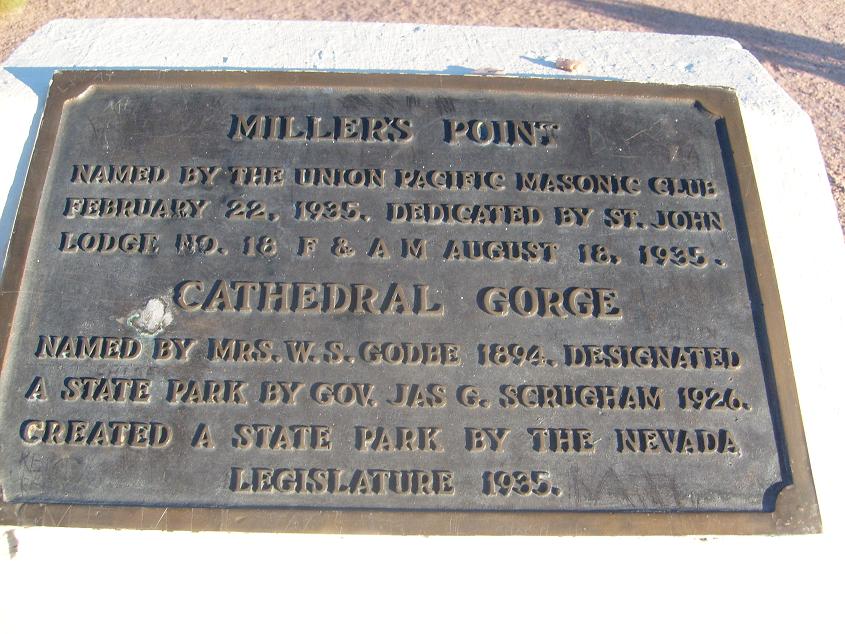 MILLER'S POINT
NAMED BY THE UNION PACIFIC MASONIC CLUB
FEBRUARY 22, 1935. DEDICATED BY ST. JOHN
LODGE NO. 18 F & A M AUGUST 18, 1935.
CATHEDRAL GORGE
NAMED BY MRS. W. S. GODBE 1894. DESIGNATED
A STATE PARK BY GOV. JAS G. SCRUGHAM 1926.
CREATED A STATE PARK BY THE NEVADA
LEGISLATURE 1935.